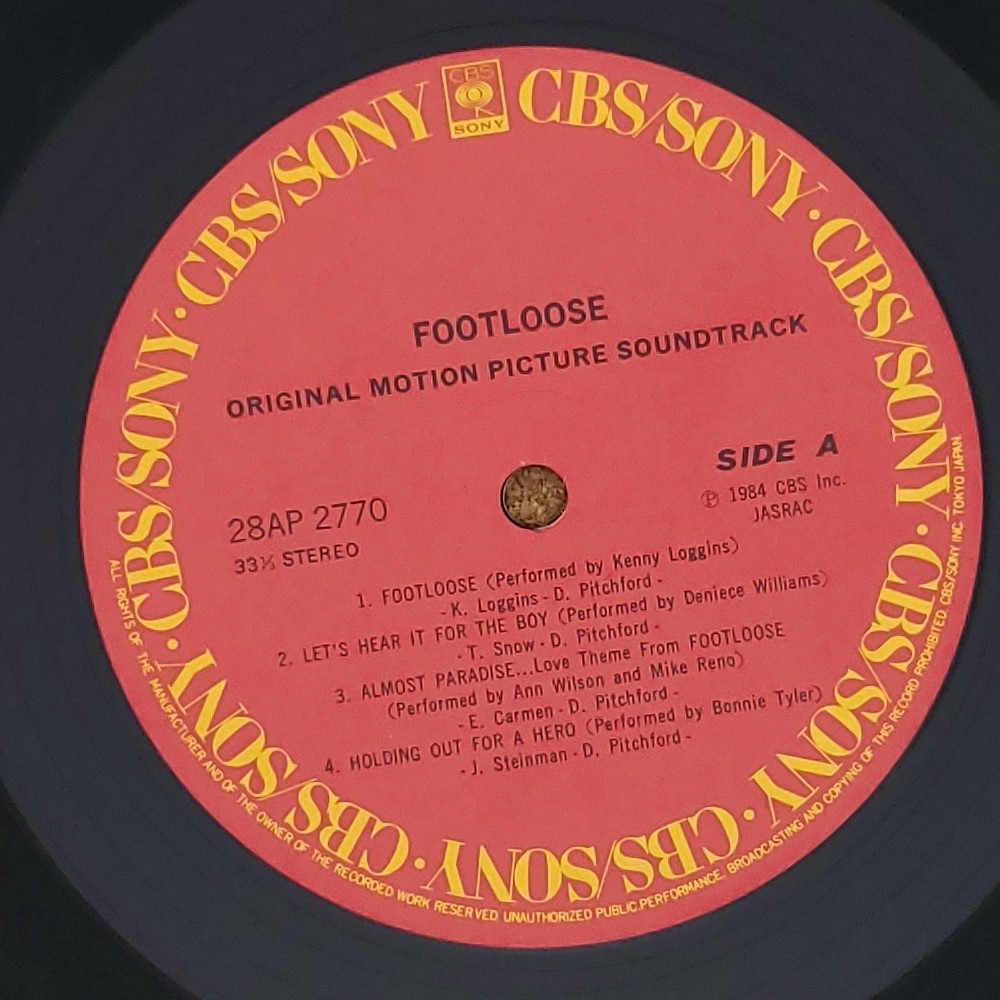 CBS
SONY
CBS/SONY · CBS/SONY · CBS/SONY · CBS/SONY · CBS/SONY · CBS/SONY · CBS/SONY · CBS/SONY
FOOTLOOSE
ORIGINAL MOTION PICTURE SOUNDTRACK
SIDE A
28AP 2770
℗ 1984 CBS Inc.
33⅓ STEREO
JASRAC
1. FOOTLOOSE (Performed by Kenny Loggins)
- K. Loggins - D. Pitchford -
2. LET'S HEAR IT FOR THE BOY (Performed by Deniece Williams)
- T. Snow - D. Pitchford -
3. ALMOST PARADISE...Love Theme From FOOTLOOSE
(Performed by Ann Wilson and Mike Reno)
- E. Carmen - D. Pitchford -
4. HOLDING OUT FOR A HERO (Performed by Bonnie Tyler)
- J. Steinman - D. Pitchford -
ALL RIGHTS OF THE MANUFACTURER AND OF THE OWNER OF THE RECORDED WORK RESERVED UNAUTHORIZED PUBLIC PERFORMANCE, BROADCASTING AND COPYING OF THIS RECORD PROHIBITED CBS/SONY INC. TOKYO JAPAN